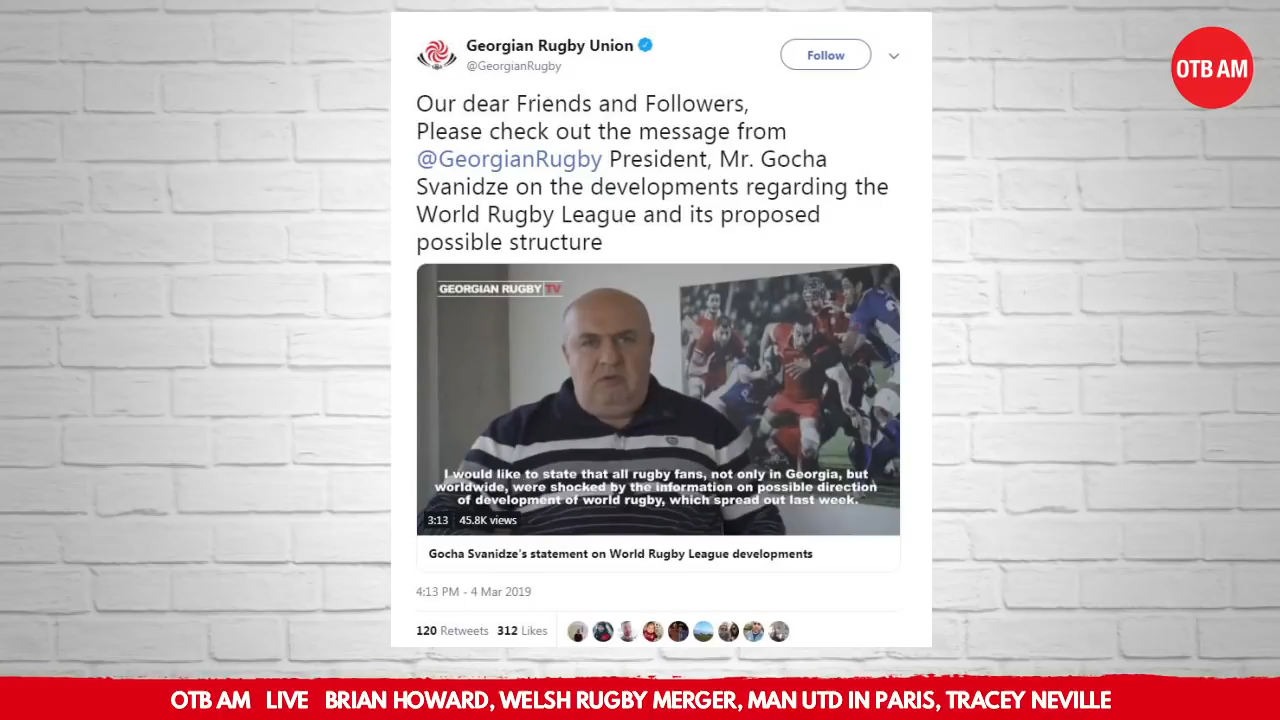 Georgian Rugby Union
@GeorgianRugby
Follow
OTB AM
Our dear Friends and Followers,
Please check out the message from
@GeorgianRugby President, Mr. Gocha
Svanidze on the developments regarding the
World Rugby League and its proposed
possible structure
GEORGIAN RUGBY TV
I would like to state that all rugby fans, not only in Georgia, but
worldwide, were shocked by the information on possible direction
of development of world rugby, which spread out last week.
3:13 45.8K views
Gocha Svanidze's statement on World Rugby League developments
4:13 PM - 4 Mar 2019
120 Retweets 312 Likes
OTB AM LIVE BRIAN HOWARD, WELSH RUGBY MERGER, MAN UTD IN PARIS, TRACEY NEVILLE